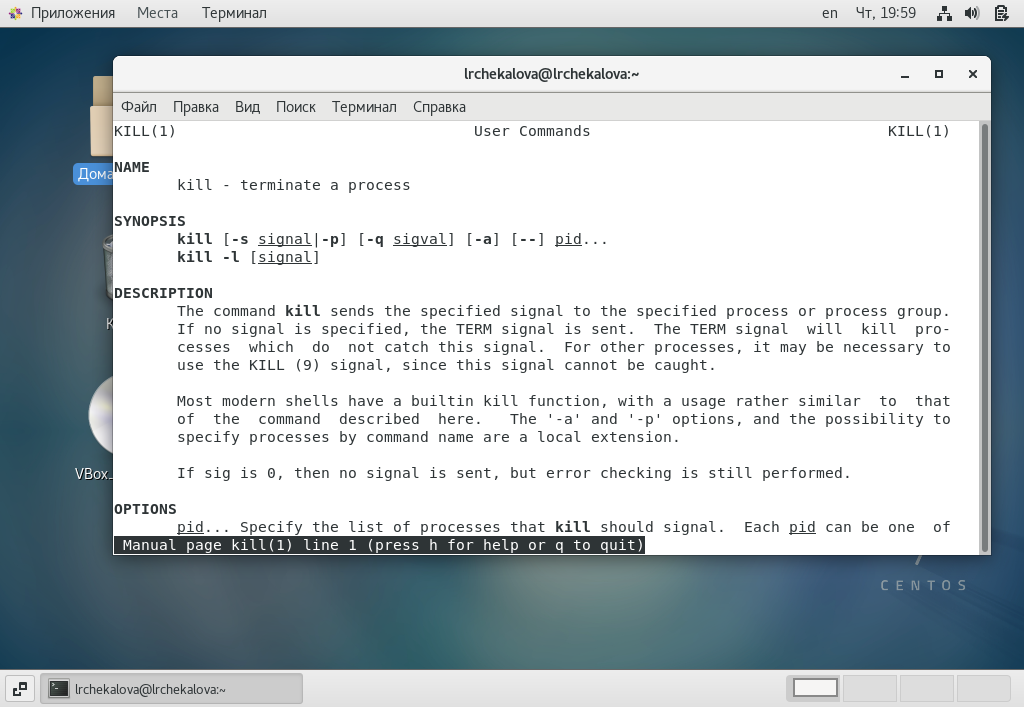 Приложения Места Терминал en Чт, 19:59
lrchekalova@lrchekalova:~
Файл Правка Вид Поиск Терминал Справка
KILL(1) User Commands KILL(1)
NAME
kill - terminate a process
SYNOPSIS
kill [-s signal|-p] [-q sigval] [-a] [--] pid...
kill -l [signal]
DESCRIPTION
The command kill sends the specified signal to the specified process or process group.
If no signal is specified, the TERM signal is sent.  The TERM signal  will  kill  pro-
cesses  which  do  not catch this signal.  For other processes, it may be necessary to
use the KILL (9) signal, since this signal cannot be caught.
Most modern shells have a builtin kill function, with a usage rather similar  to  that
of  the  command  described  here.   The '-a' and '-p' options, and the possibility to
specify processes by command name are a local extension.
If sig is 0, then no signal is sent, but error checking is still performed.
OPTIONS
pid... Specify the list of processes that kill should signal.  Each pid can be one  of
Manual page kill(1) line 1 (press h for help or q to quit)
Дома
К
VBox_
CENTOS
lrchekalova@lrchekalova:~